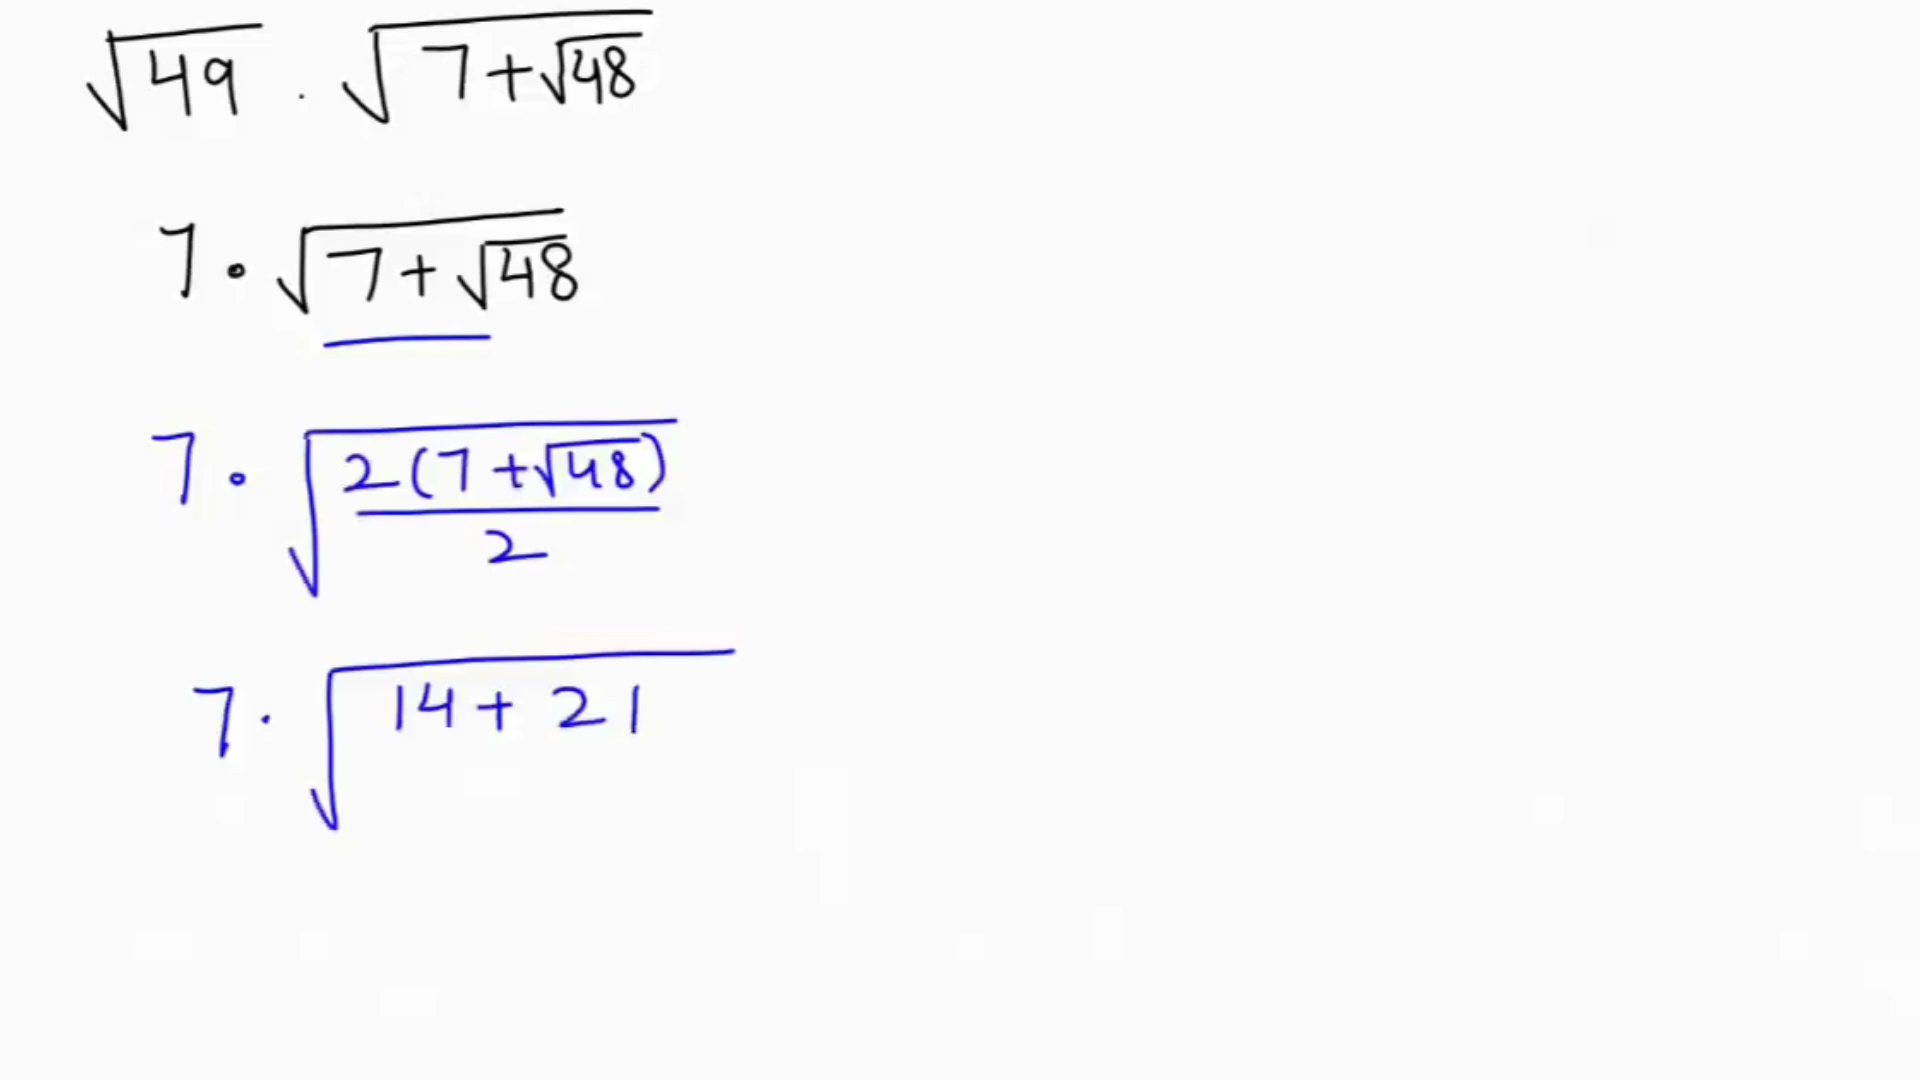 √49 . √(7+√48)
7 • √(7+√48)
7 • √(2(7+√48)/2)
7 . √(14+21